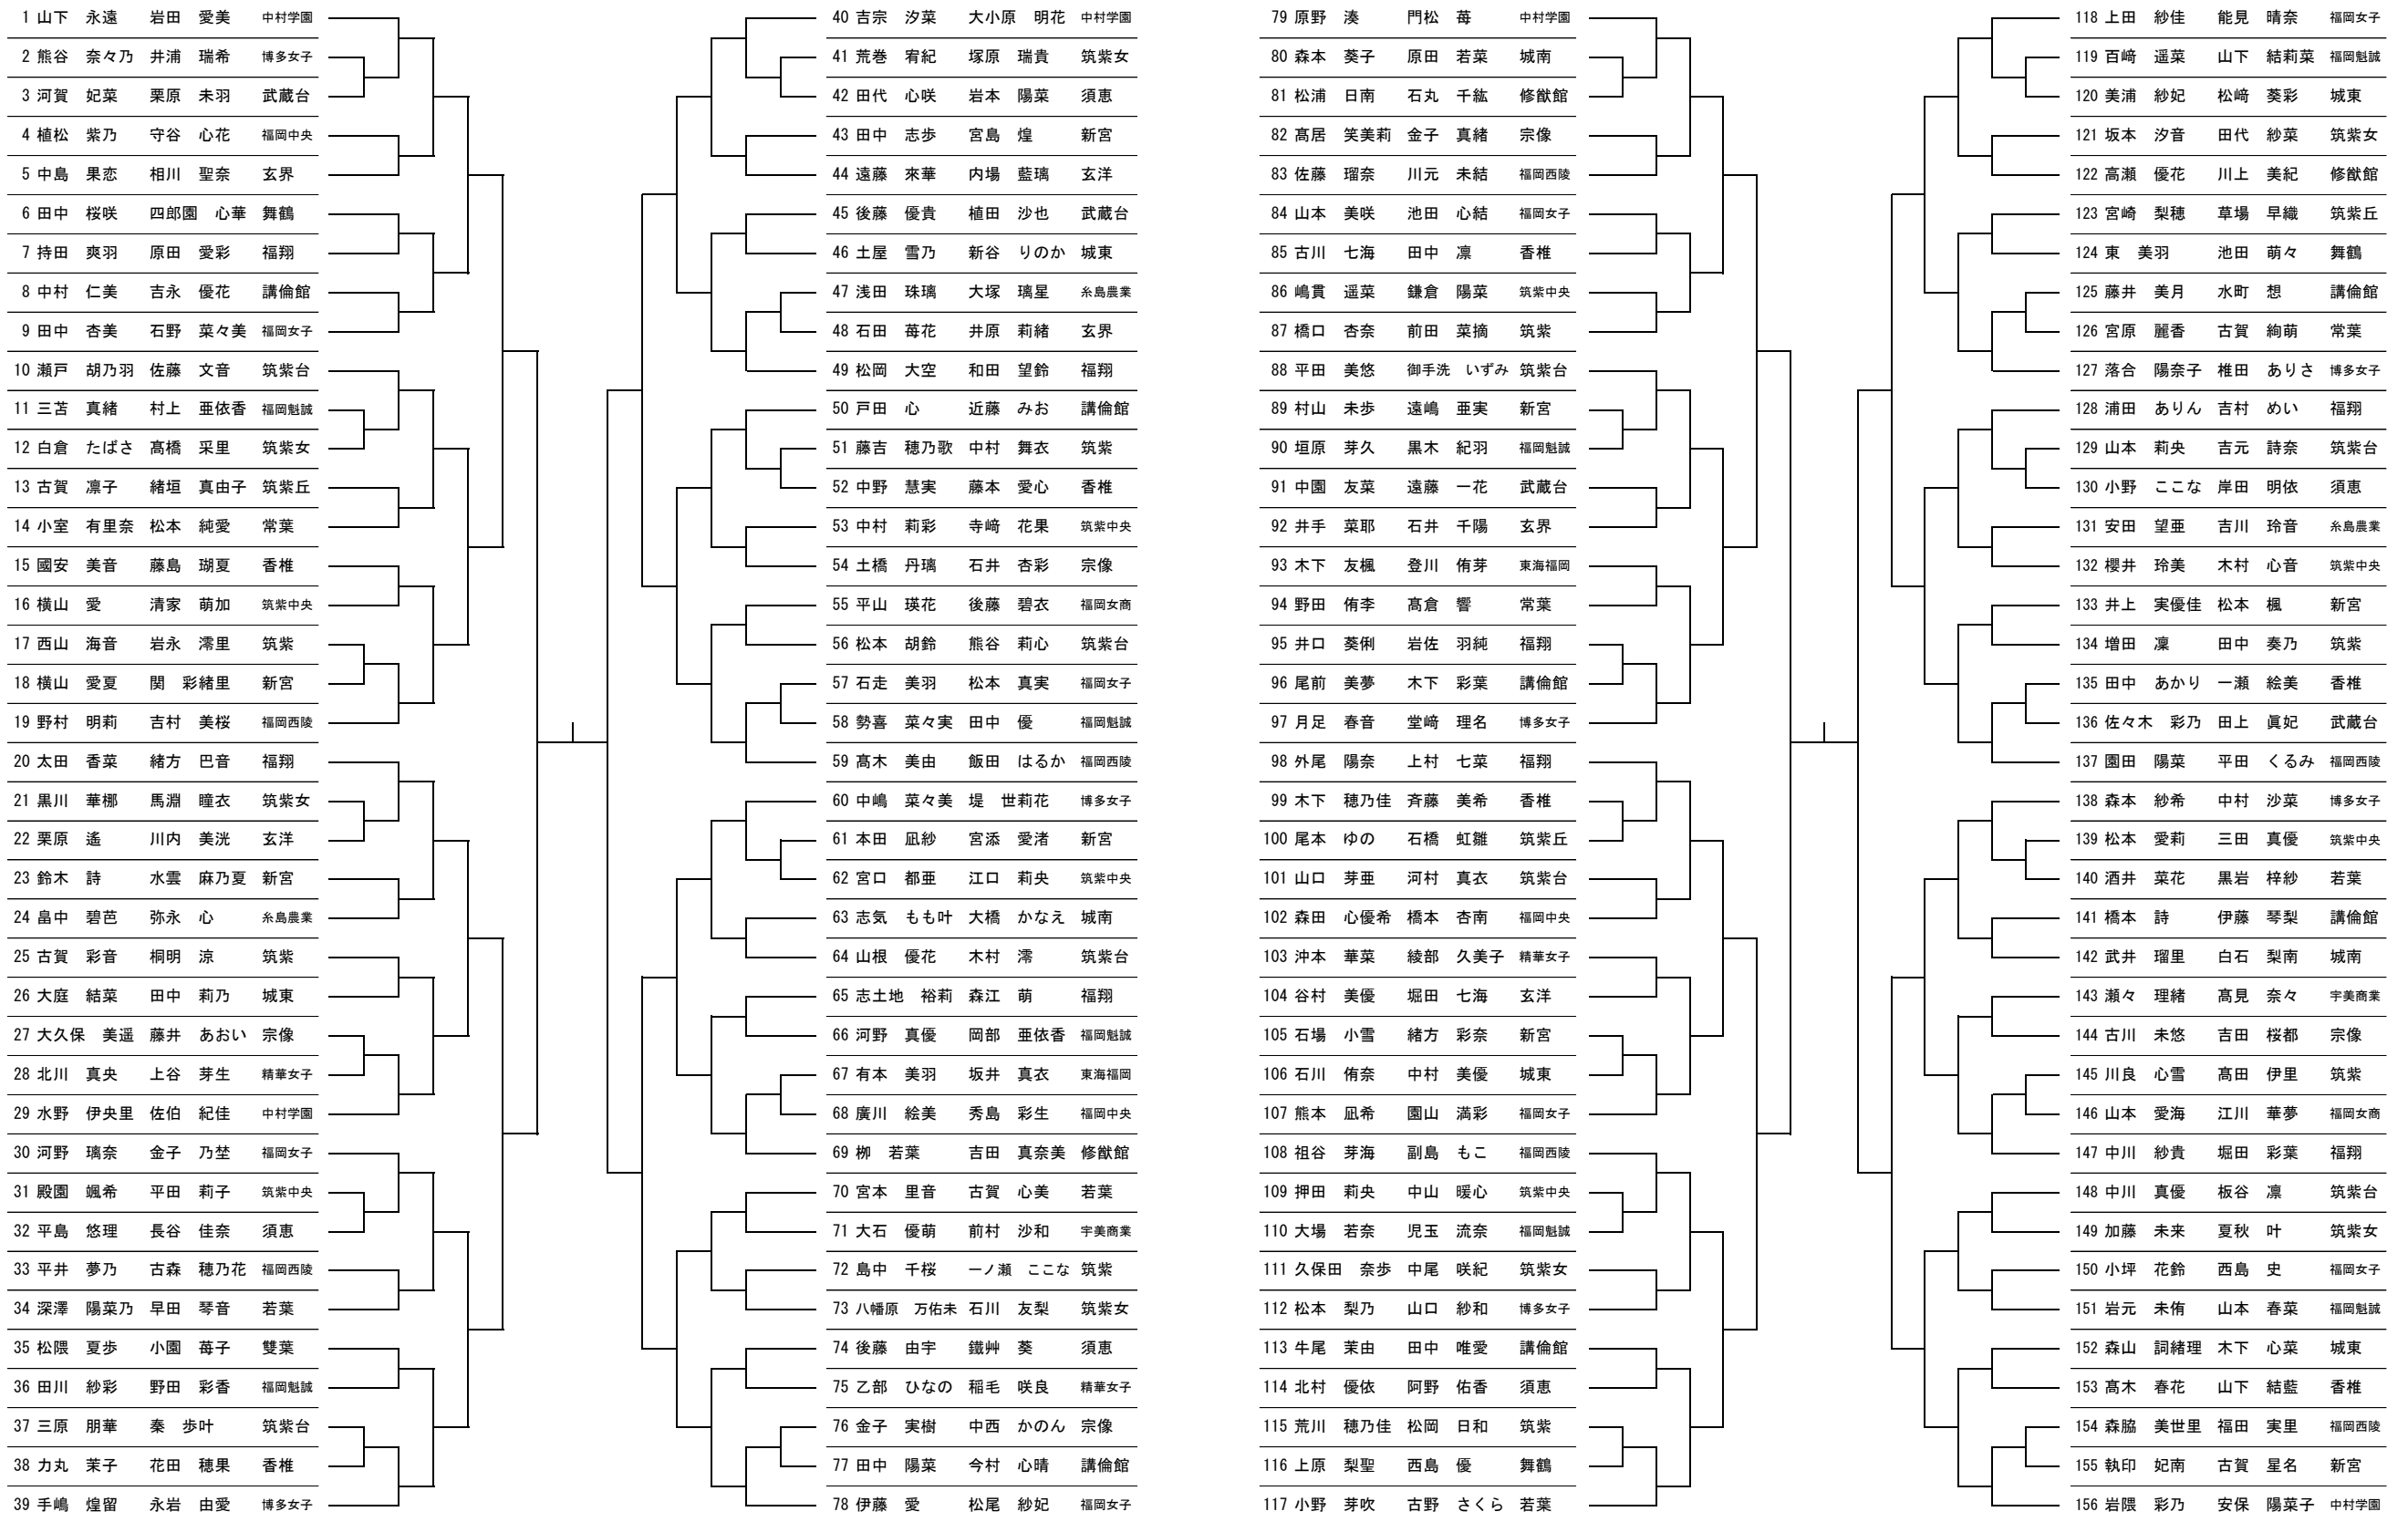 1 山下　永遠 岩田　愛美 中村学園
2 熊谷　奈々乃 井浦　瑞希 博多女子
3 河賀　妃菜 栗原　未羽 武蔵台
4 植松　紫乃 守谷　心花 福岡中央
5 中島　果恋 相川　聖奈 玄界
6 田中　桜咲 四郎園　心華 舞鶴
7 持田　爽羽 原田　愛彩 福翔
8 中村　仁美 吉永　優花 講倫館
9 田中　杏美 石野　菜々美 福岡女子
10 瀬戸　胡乃羽 佐藤　文音 筑紫台
11 三苫　真緒 村上　亜依香 福岡魁誠
12 白倉　たばさ 髙橋　采里 筑紫女
13 古賀　凛子 緒垣　真由子 筑紫丘
14 小室　有里奈 松本　純愛 常葉
15 國安　美音 藤島　瑚夏 香椎
16 横山　愛 清家　萌加 筑紫中央
17 西山　海音 岩永　澪里 筑紫
18 横山　愛夏 関　彩緒里 新宮
19 野村　明莉 吉村　美桜 福岡西陵
20 太田　香菜 緒方　巴音 福翔
21 黒川　華梛 馬淵　瞳衣 筑紫女
22 栗原　遙 川内　美洸 玄洋
23 鈴木　詩 水雲　麻乃夏 新宮
24 畠中　碧芭 弥永　心 糸島農業
25 古賀　彩音 桐明　涼 筑紫
26 大庭　結菜 田中　莉乃 城東
27 大久保　美遥 藤井　あおい 宗像
28 北川　真央 上谷　芽生 精華女子
29 水野　伊央里 佐伯　紀佳 中村学園
30 河野　璃奈 金子　乃埜 福岡女子
31 殿園　颯希 平田　莉子 筑紫中央
32 平島　悠理 長谷　佳奈 須恵
33 平井　夢乃 古森　穂乃花 福岡西陵
34 深澤　陽菜乃 早田　琴音 若葉
35 松隈　夏歩 小園　苺子 雙葉
36 田川　紗彩 野田　彩香 福岡魁誠
37 三原　朋華 秦　歩叶 筑紫台
38 力丸　茉子 花田　穂果 香椎
39 手嶋　煌留 永岩　由愛 博多女子
40 吉宗　汐菜 大小原　明花 中村学園
41 荒巻　宥紀 塚原　瑞貴 筑紫女
42 田代　心咲 岩本　陽菜 須恵
43 田中　志歩 宮島　煌 新宮
44 遠藤　來華 内場　藍璃 玄洋
45 後藤　優貴 植田　沙也 武蔵台
46 土屋　雪乃 新谷　りのか 城東
47 浅田　珠璃 大塚　璃星 糸島農業
48 石田　苺花 井原　莉緒 玄界
49 松岡　大空 和田　望鈴 福翔
50 戸田　心 近藤　みお 講倫館
51 藤吉　穂乃歌 中村　舞衣 筑紫
52 中野　慧実 藤本　愛心 香椎
53 中村　莉彩 寺﨑　花果 筑紫中央
54 土橋　丹璃 石井　杏彩 宗像
55 平山　瑛花 後藤　碧衣 福岡女商
56 松本　胡鈴 熊谷　莉心 筑紫台
57 石走　美羽 松本　真実 福岡女子
58 勢喜　菜々実 田中　優 福岡魁誠
59 髙木　美由 飯田　はるか 福岡西陵
60 中嶋　菜々美 堤　世莉花 博多女子
61 本田　凪紗 宮添　愛渚 新宮
62 宮口　都亜 江口　莉央 筑紫中央
63 志気　もも叶 大橋　かなえ 城南
64 山根　優花 木村　澪 筑紫台
65 志土地　裕莉 森江　萌 福翔
66 河野　真優 岡部　亜依香 福岡魁誠
67 有本　美羽 坂井　真衣 東海福岡
68 廣川　絵美 秀島　彩生 福岡中央
69 栁　若葉 吉田　真奈美 修猷館
70 宮本　里音 古賀　心美 若葉
71 大石　優萌 前村　沙和 宇美商業
72 島中　千桜 一ノ瀬　ここな 筑紫
73 八幡原　万佑未 石川　友梨 筑紫女
74 後藤　由宇 鐵艸　葵 須恵
75 乙部　ひなの 稲毛　咲良 精華女子
76 金子　実樹 中西　かのん 宗像
77 田中　陽菜 今村　心晴 講倫館
78 伊藤　愛 松尾　紗妃 福岡女子
79 原野　湊 門松　苺 中村学園
80 森本　葵子 原田　若菜 城南
81 松浦　日南 石丸　千紘 修猷館
82 髙居　笑美莉 金子　真緒 宗像
83 佐藤　瑠奈 川元　未結 福岡西陵
84 山本　美咲 池田　心結 福岡女子
85 古川　七海 田中　凛 香椎
86 嶋貫　遥菜 鎌倉　陽菜 筑紫中央
87 橋口　杏奈 前田　菜摘 筑紫
88 平田　美悠 御手洗　いずみ 筑紫台
89 村山　未歩 遠嶋　亜実 新宮
90 垣原　芽久 黒木　紀羽 福岡魁誠
91 中園　友菜 遠藤　一花 武蔵台
92 井手　菜耶 石井　千陽 玄界
93 木下　友楓 登川　侑芽 東海福岡
94 野田　侑李 髙倉　響 常葉
95 井口　葵俐 岩佐　羽純 福翔
96 尾前　美夢 木下　彩葉 講倫館
97 月足　春音 堂﨑　理名 博多女子
98 外尾　陽奈 上村　七菜 福翔
99 木下　穂乃佳 斉藤　美希 香椎
100 尾本　ゆの 石橋　虹雛 筑紫丘
101 山口　芽亜 河村　真衣 筑紫台
102 森田　心優希 橋本　杏南 福岡中央
103 沖本　華菜 綾部　久美子 精華女子
104 谷村　美優 堀田　七海 玄洋
105 石場　小雪 緒方　彩奈 新宮
106 石川　侑奈 中村　美優 城東
107 熊本　凪希 園山　満彩 福岡女子
108 祖谷　芽海 副島　もこ 福岡西陵
109 押田　莉央 中山　暖心 筑紫中央
110 大場　若奈 児玉　流奈 福岡魁誠
111 久保田　奈歩 中尾　咲紀 筑紫女
112 松本　梨乃 山口　紗和 博多女子
113 牛尾　茉由 田中　唯愛 講倫館
114 北村　優依 阿野　佑香 須恵
115 荒川　穂乃佳 松岡　日和 筑紫
116 上原　梨聖 西島　優 舞鶴
117 小野　芽吹 古野　さくら 若葉
118 上田　紗佳 能見　晴奈 福岡女子
119 百﨑　遥菜 山下　結莉菜 福岡魁誠
120 美浦　紗妃 松﨑　葵彩 城東
121 坂本　汐音 田代　紗菜 筑紫女
122 高瀬　優花 川上　美紀 修猷館
123 宮崎　梨穂 草場　早織 筑紫丘
124 東　美羽 池田　萌々 舞鶴
125 藤井　美月 水町　想 講倫館
126 宮原　麗香 古賀　絢萌 常葉
127 落合　陽奈子 椎田　ありさ 博多女子
128 浦田　ありん 吉村　めい 福翔
129 山本　莉央 吉元　詩奈 筑紫台
130 小野　ここな 岸田　明依 須恵
131 安田　望亜 吉川　玲音 糸島農業
132 櫻井　玲美 木村　心音 筑紫中央
133 井上　実優佳 松本　楓 新宮
134 増田　凜 田中　奏乃 筑紫
135 田中　あかり 一瀬　絵美 香椎
136 佐々木　彩乃 田上　眞妃 武蔵台
137 園田　陽菜 平田　くるみ 福岡西陵
138 森本　紗希 中村　沙菜 博多女子
139 松本　愛莉 三田　真優 筑紫中央
140 酒井　菜花 黒岩　梓紗 若葉
141 橋本　詩 伊藤　琴梨 講倫館
142 武井　瑠里 白石　梨南 城南
143 瀬々　理緒 髙見　奈々 宇美商業
144 古川　未悠 吉田　桜都 宗像
145 川良　心雪 髙田　伊里 筑紫
146 山本　愛海 江川　華夢 福岡女商
147 中川　紗貴 堀田　彩葉 福翔
148 中川　真優 板谷　凛 筑紫台
149 加藤　未来 夏秋　叶 筑紫女
150 小坪　花鈴 西島　史 福岡女子
151 岩元　未侑 山本　春菜 福岡魁誠
152 森山　詞緒理 木下　心菜 城東
153 髙木　春花 山下　結藍 香椎
154 森脇　美世里 福田　実里 福岡西陵
155 執印　妃南 古賀　星名 新宮
156 岩隈　彩乃 安保　陽菜子 中村学園